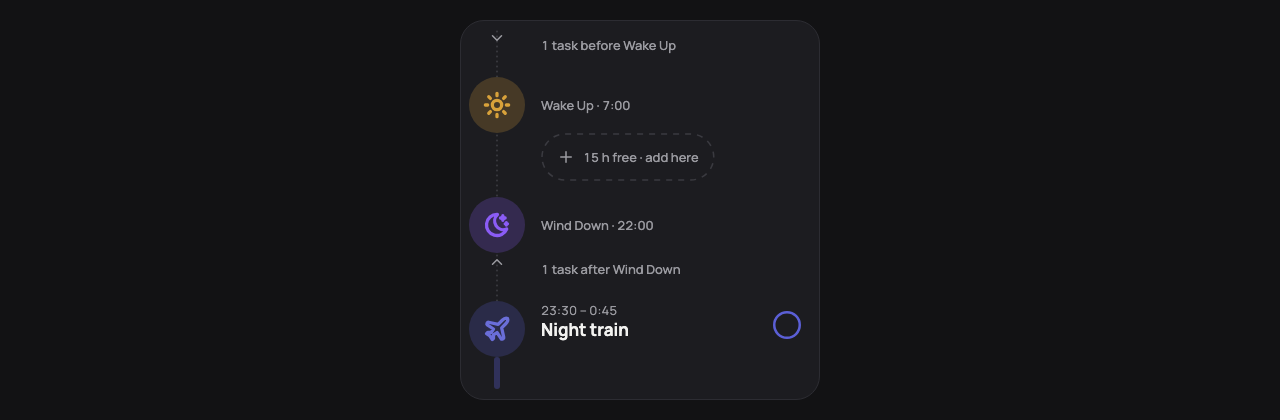 1 task before Wake Up
Wake Up · 7:00
15 h free · add here
Wind Down · 22:00
1 task after Wind Down
23:30 – 0:45
Night train